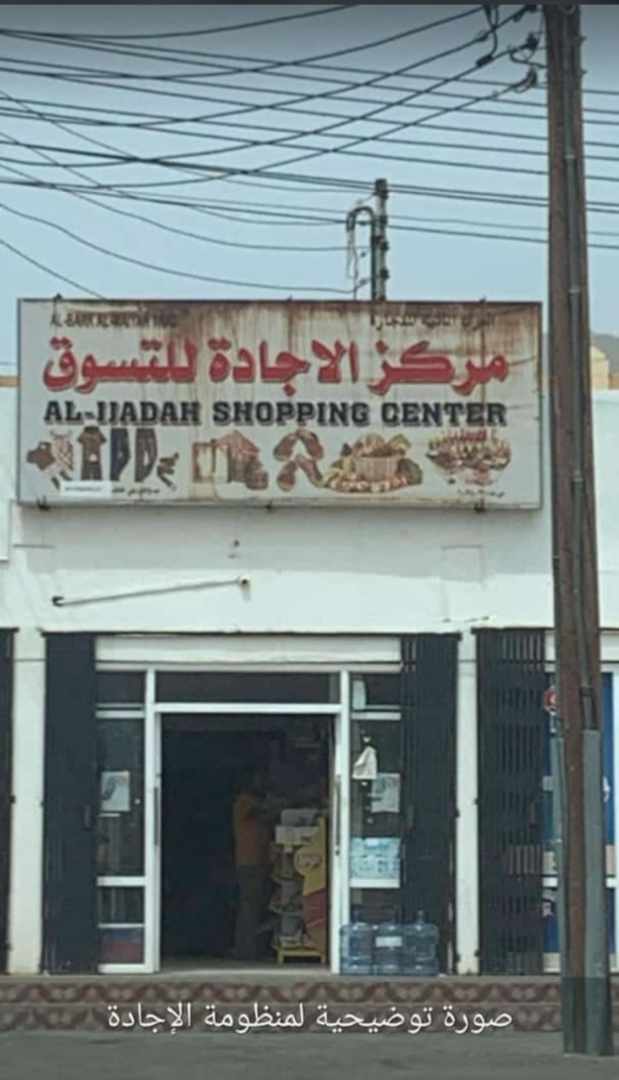 مركز الاجادة للتسوق
AL-IJADAH SHOPPING CENTER
صورة توضيحية لمنظومة الإجادة